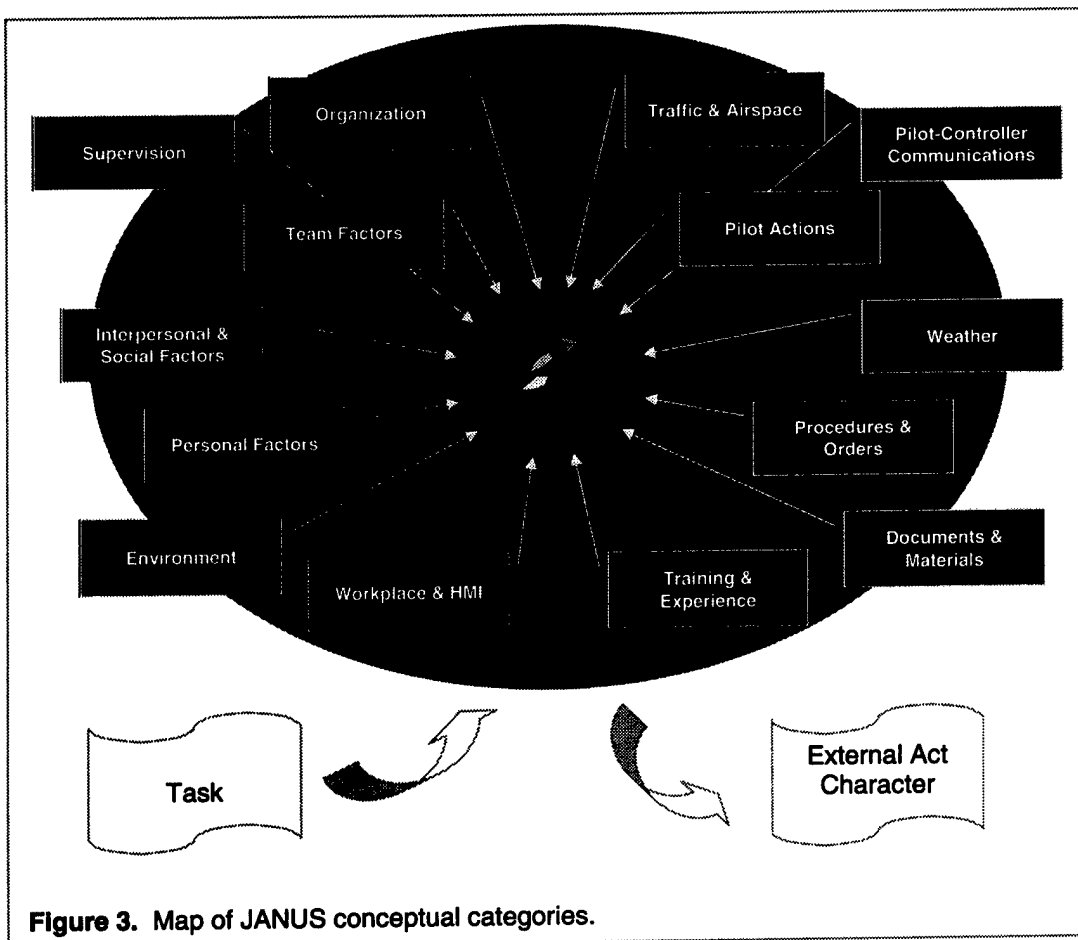 Organization
Traffic & Airspace
Supervision
Pilot-Controller
Communications
Team Factors
Pilot Actions
Interpersonal &
Social Factors
Weather
Personal Factors
Procedures &
Orders
Environment
Documents &
Materials
Workplace & HMI
Training &
Experience
Task
External Act
Character
Figure 3. Map of JANUS conceptual categories.